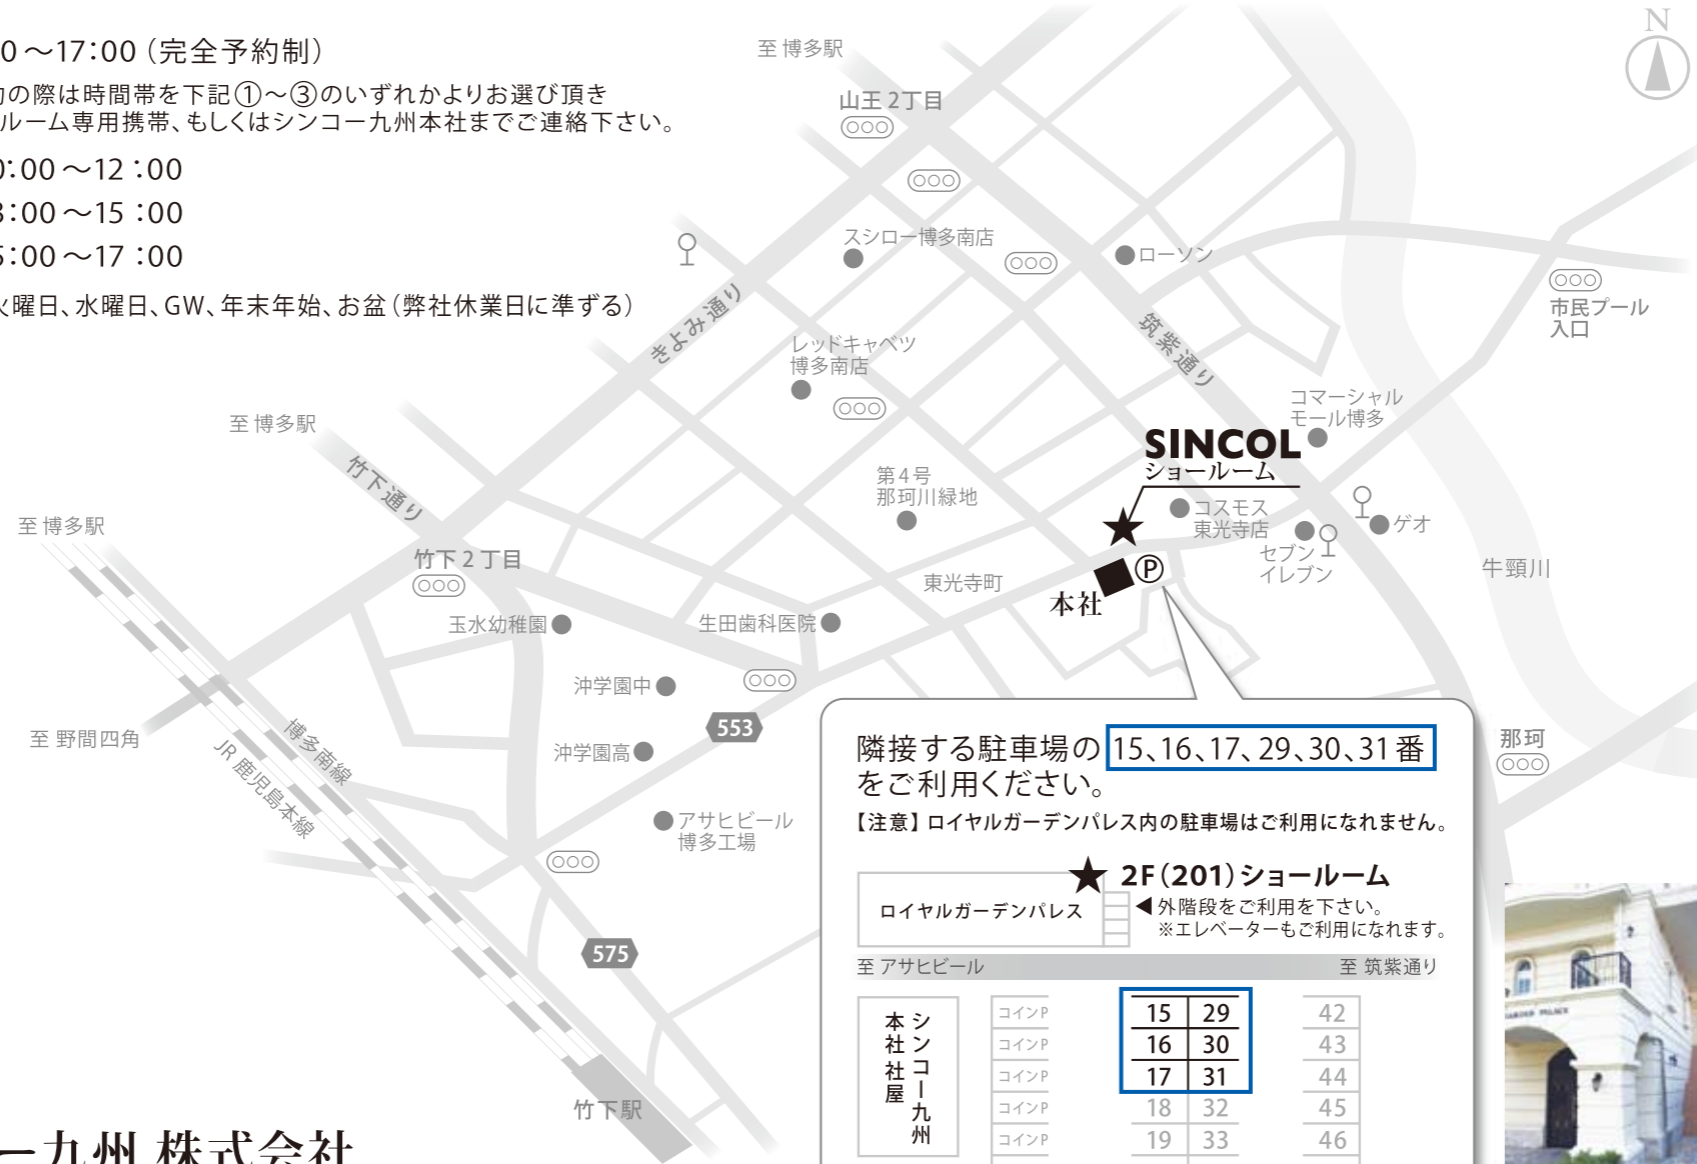 0～17:00（完全予約制）
約の際は時間帯を下記①～③のいずれかよりお選び頂き
ルーム専用携帯、もしくはシンコー九州本社までご連絡下さい。
0:00～12:00
3:00～15:00
5:00～17:00
火曜日、水曜日、GW、年末年始、お盆（弊社休業日に準ずる）
N
至 博多駅
山王 2丁目
スシロー博多南店
ローソン
市民プール
入口
きよみ通り
筑紫通り
レッドキャベツ
博多南店
コマーシャル
モール博多
SINCOL
ショールーム
至 博多駅
竹下通り
第4号
那珂川緑地
コスモス
東光寺店
ゲオ
セブン
イレブン
牛頸川
至 博多駅
竹下 2 丁目
東光寺町
P
本社
玉水幼稚園
生田歯科医院
沖学園中
553
沖学園高
至 野間四角
博多南線
JR 鹿児島本線
アサヒビール
博多工場
那珂
575
竹下駅
隣接する駐車場の 15、16、17、29、30、31 番
をご利用ください。
【注意】ロイヤルガーデンパレス内の駐車場はご利用になれません。
★ 2F（201）ショールーム
ロイヤルガーデンパレス
◀外階段をご利用を下さい。
※エレベーターもご利用になれます。
至 アサヒビール
至 筑紫通り
シンコー九州
本社社屋
コインP 15 29 42
コインP 16 30 43
コインP 17 31 44
コインP 18 32 45
コインP 19 33 46
GARDEN PALACE
ー九州 株式会社